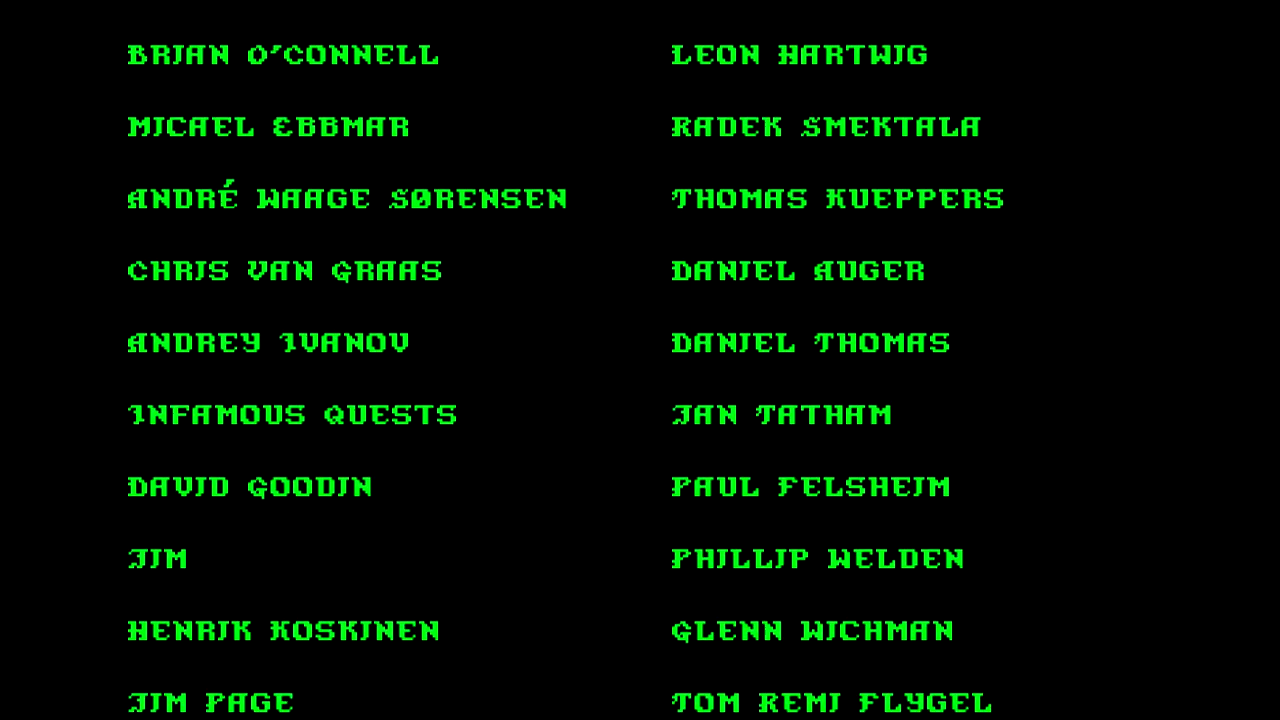 BRIAN O'CONNELL
LEON HARTWIG
MICAEL EBBMAR
RADEK SMEKTALA
ANDRÉ WAAGE SØRENSEN
THOMAS KUEPPERS
CHRIS VAN GRAAS
DANIEL AUGER
ANDREY IVANOV
DANIEL THOMAS
INFAMOUS QUESTS
IAN TATHAM
DAVID GOODIN
PAUL FELSHEIM
JIM
PHILLIP WELDEN
HENRIK KOSKINEN
GLENN WICHMAN
JIM PAGE
TOM REMI FLYGEL